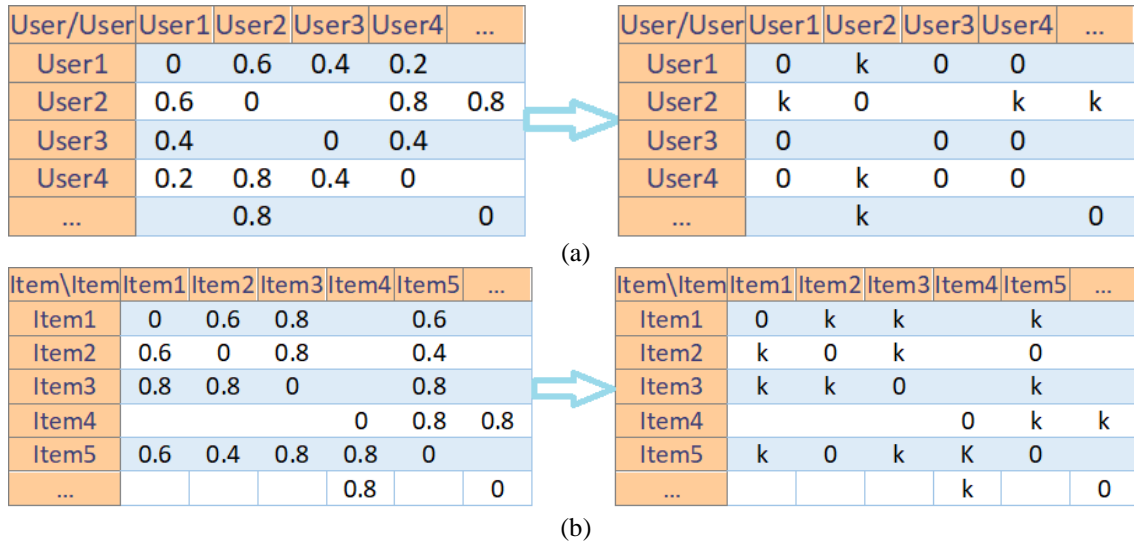 User/User User1 User2 User3 User4 ... User/User User1 User2 User3 User4 ...
User1 0 0.6 0.4 0.2 User1 0 k 0 0
User2 0.6 0 0.8 0.8 User2 k 0 k k
User3 0.4 0 0.4 User3 0 0 0
User4 0.2 0.8 0.4 0 User4 0 k 0 0
... 0.8 0 ... k 0
(a)
Item\Item Item1 Item2 Item3 Item4 Item5 ... Item\Item Item1 Item2 Item3 Item4 Item5 ...
Item1 0 0.6 0.8 0.6 Item1 0 k k k
Item2 0.6 0 0.8 0.4 Item2 k 0 k 0
Item3 0.8 0.8 0 0.8 Item3 k k 0 k
Item4 0 0.8 0.8 Item4 0 k k
Item5 0.6 0.4 0.8 0.8 0 Item5 k 0 k K 0
... 0.8 0 ... k 0
(b)